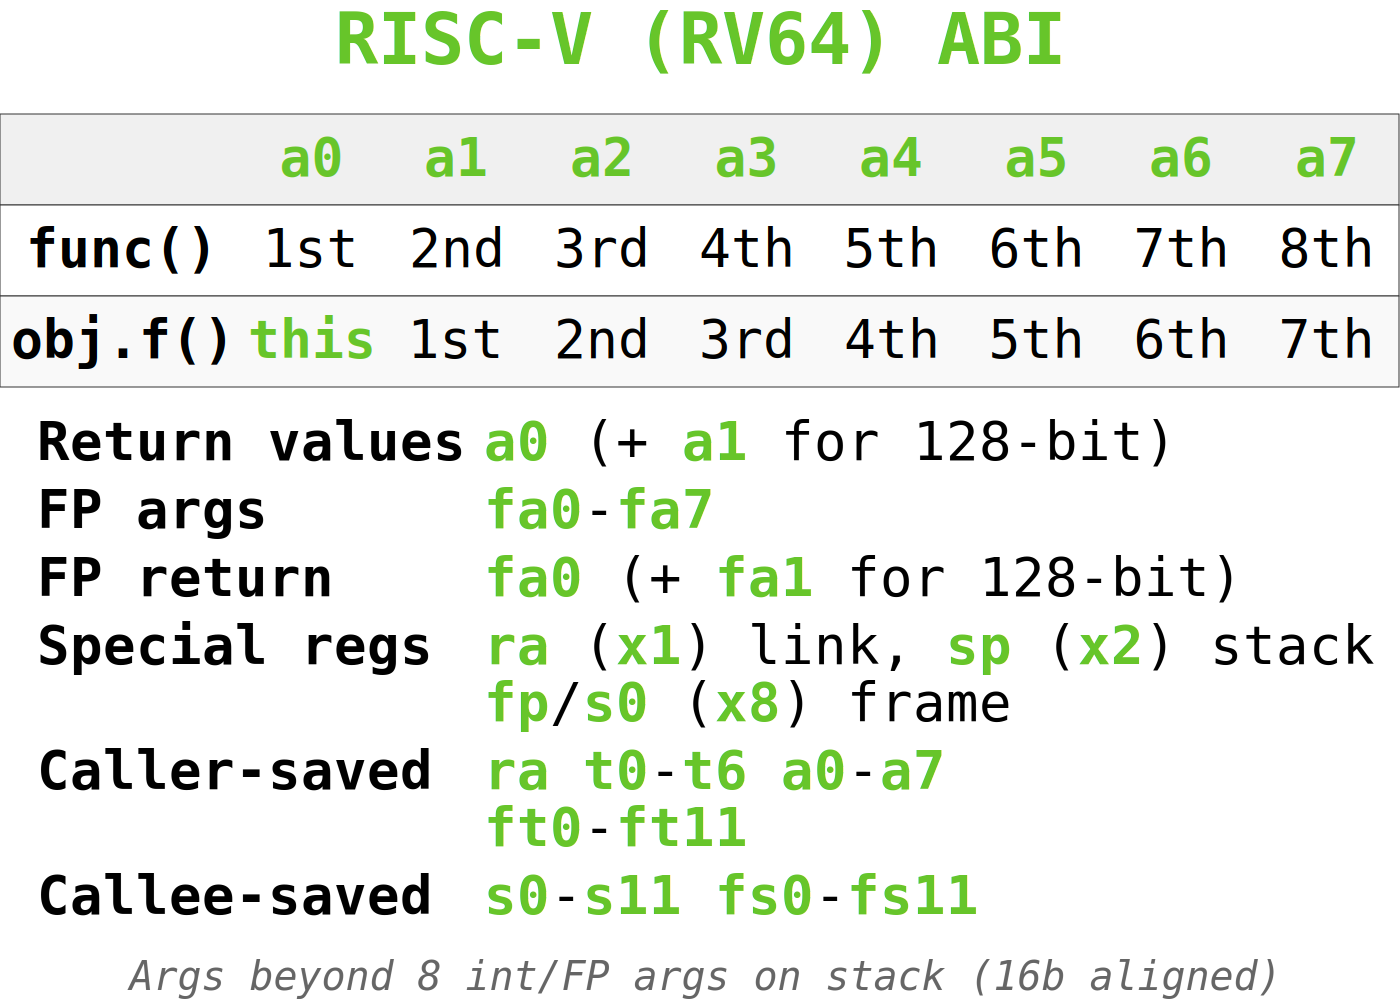 RISC-V (RV64) ABI
a0 a1 a2 a3 a4 a5 a6 a7
func() 1st 2nd 3rd 4th 5th 6th 7th 8th
obj.f() this 1st 2nd 3rd 4th 5th 6th 7th
Return values a0 (+ a1 for 128-bit)
FP args fa0-fa7
FP return fa0 (+ fa1 for 128-bit)
Special regs ra (x1) link, sp (x2) stack
fp/s0 (x8) frame
Caller-saved ra t0-t6 a0-a7
ft0-ft11
Callee-saved s0-s11 fs0-fs11
Args beyond 8 int/FP args on stack (16b aligned)